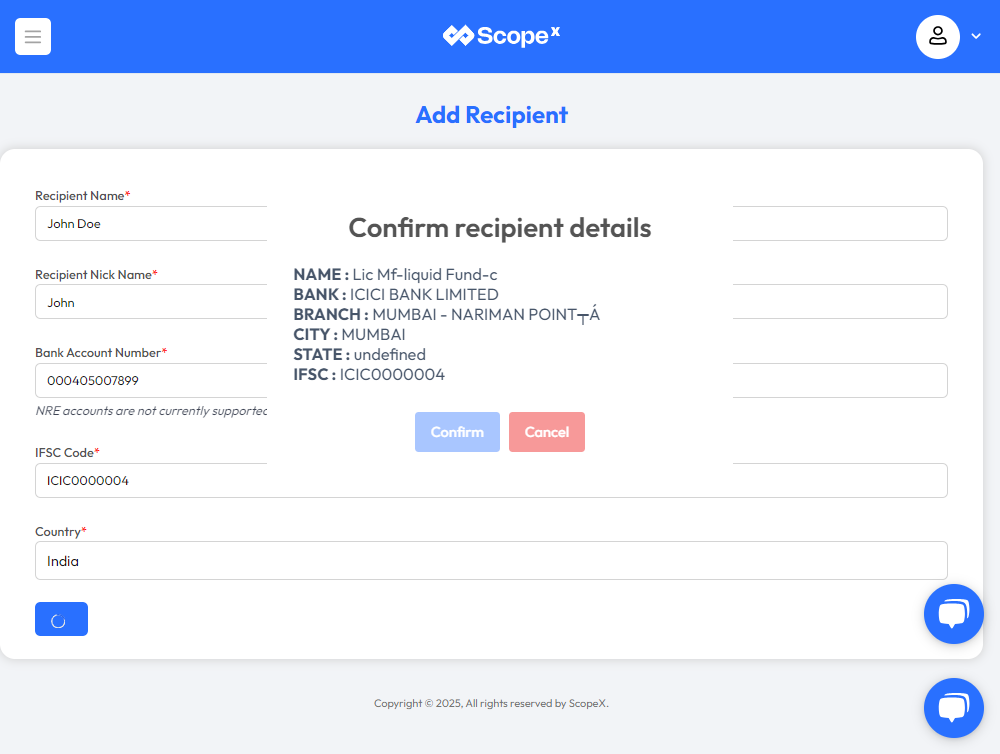 Scopeˣ
Add Recipient
Recipient Name*
John Doe
Confirm recipient details
NAME : Lic Mf-liquid Fund-c
BANK : ICICI BANK LIMITED
BRANCH : MUMBAI - NARIMAN POINT┬Á
CITY : MUMBAI
STATE : undefined
IFSC : ICIC0000004
Confirm
Cancel
Recipient Nick Name*
John
Bank Account Number*
000405007899
NRE accounts are not currently supported
IFSC Code*
ICIC0000004
Country*
India
Copyright © 2025, All rights reserved by ScopeX.